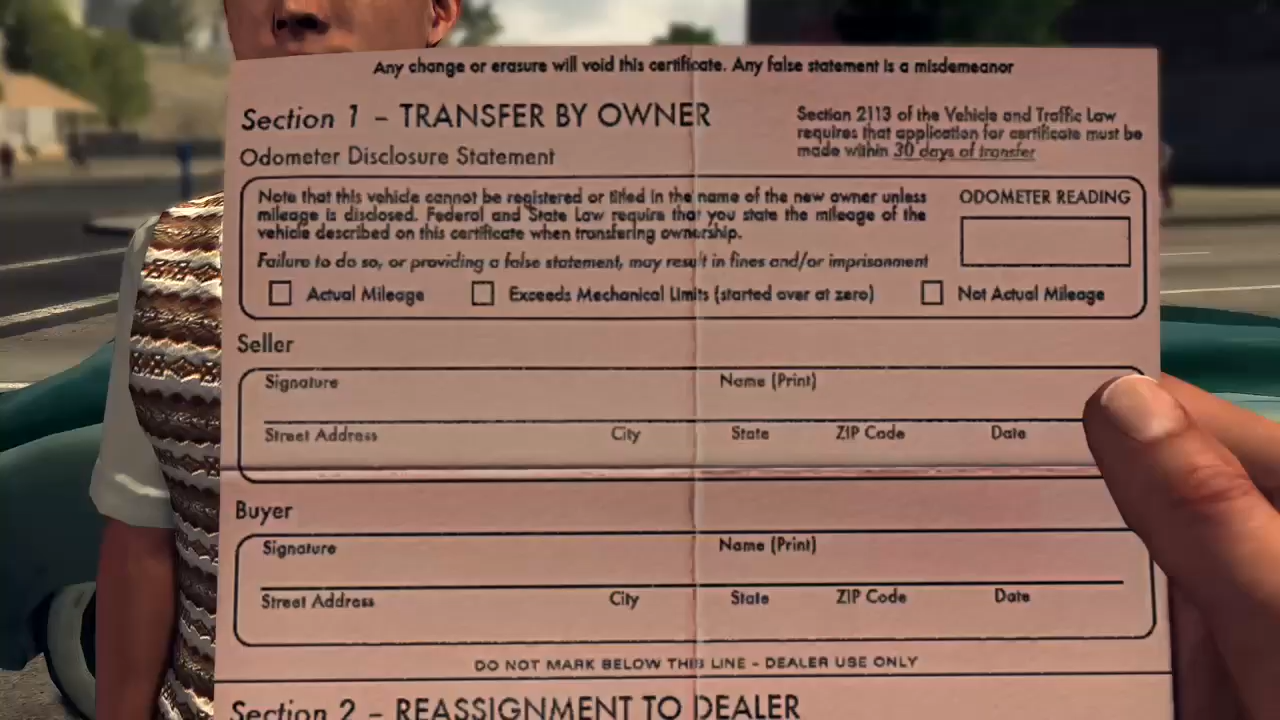 Any change or erasure will void this certificate. Any false statement is a misdemeanor
Section 1 – TRANSFER BY OWNER
Section 2113 of the Vehicle and Traffic Law
requires that application for certificate must be
made within 30 days of transfer
Odometer Disclosure Statement
Note that this vehicle cannot be registered or titled in the name of the new owner unless
mileage is disclosed. Federal and State Law require that you state the mileage of the
vehicle described on this certificate when transfering ownership.
Failure to do so, or providing a false statement, may result in fines and/or imprisonment
ODOMETER READING
Actual Mileage Exceeds Mechanical Limits (started over at zero) Not Actual Mileage
Seller
Signature Name (Print)
Street Address City State ZIP Code Date
Buyer
Signature Name (Print)
Street Address City State ZIP Code Date
DO NOT MARK BELOW THIS LINE - DEALER USE ONLY
Section 2 – REASSIGNMENT TO DEALER